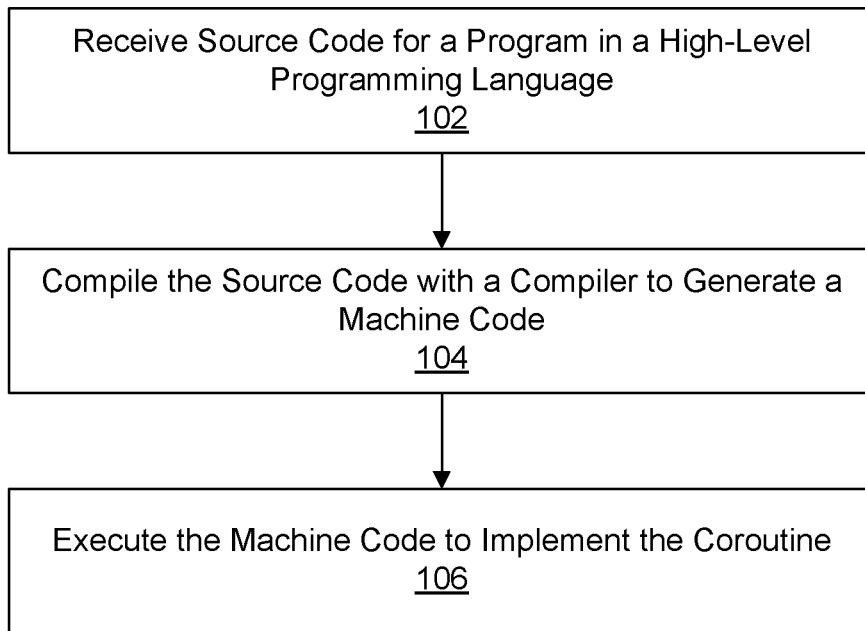 Receive Source Code for a Program in a High-Level
Programming Language
102
Compile the Source Code with a Compiler to Generate a
Machine Code
104
Execute the Machine Code to Implement the Coroutine
106